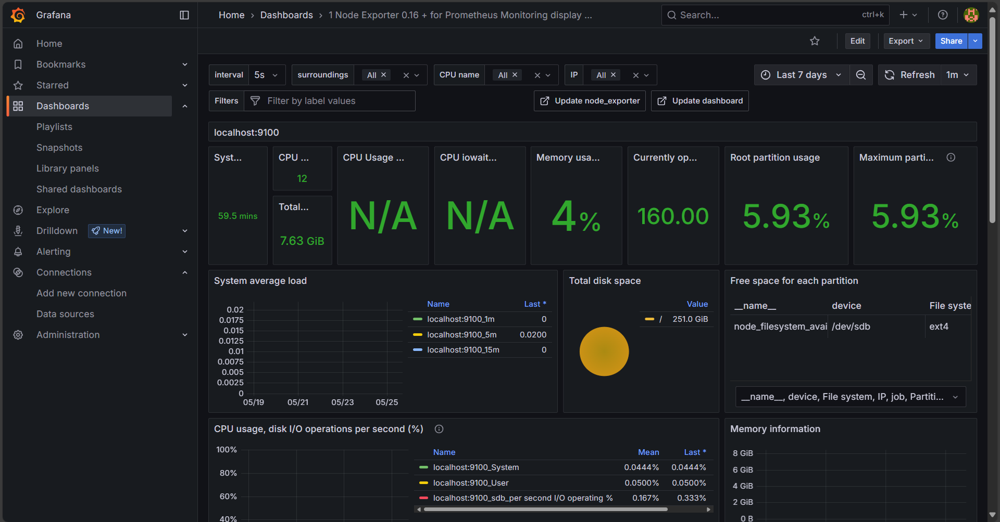 Grafana
Home › Dashboards › 1 Node Exporter 0.16 + for Prometheus Monitoring display ...
Search...
ctrl+k
Edit
Export
Share
Home
Bookmarks
Starred
Dashboards
Playlists
Snapshots
Library panels
Shared dashboards
Explore
Drilldown
New!
Alerting
Connections
Add new connection
Data sources
Administration
interval 5s
surroundings All
CPU name All
IP All
Last 7 days
Refresh 1m
Filters
Filter by label values
Update node_exporter
Update dashboard
localhost:9100
Syst...
59.5 mins
CPU ...
12
Total...
7.63 GiB
CPU Usage ...
N/A
CPU iowait...
N/A
Memory usa...
4%
Currently op...
160.00
Root partition usage
5.93%
Maximum parti...
5.93%
System average load
0.02
0.0175
0.015
0.0125
0.01
0.0075
0.005
0.0025
0
05/19 05/21 05/23 05/25
Name Last *
localhost:9100_1m 0
localhost:9100_5m 0.0200
localhost:9100_15m 0
Total disk space
Value
/ 251.0 GiB
Free space for each partition
__name__ device File syste
node_filesystem_avai /dev/sdb ext4
__name__, device, File system, IP, job, Partiti...
CPU usage, disk I/O operations per second (%)
100%
80%
60%
40%
Name Mean Last *
localhost:9100_System 0.0444% 0.0444%
localhost:9100_User 0.0500% 0.0500%
localhost:9100_sdb_per second I/O operating % 0.167% 0.333%
Memory information
8 GiB
6 GiB
4 GiB
2 GiB
0 B